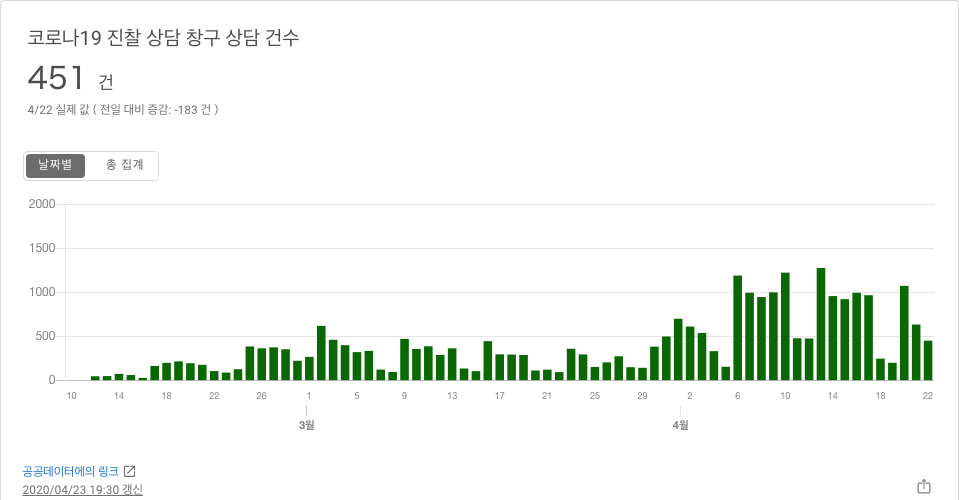 코로나19 진찰 상담 창구 상담 건수
451 건
4/22 실제 값 ( 전일 대비 증감: -183 건 )
날짜별 총 집계
2000
1500
1000
500
0
10 14 18 22 26 1 5 9 13 17 21 25 29 2 6 10 14 18 22
3월 4월
공공데이터에의 링크
2020/04/23 19:30 갱신